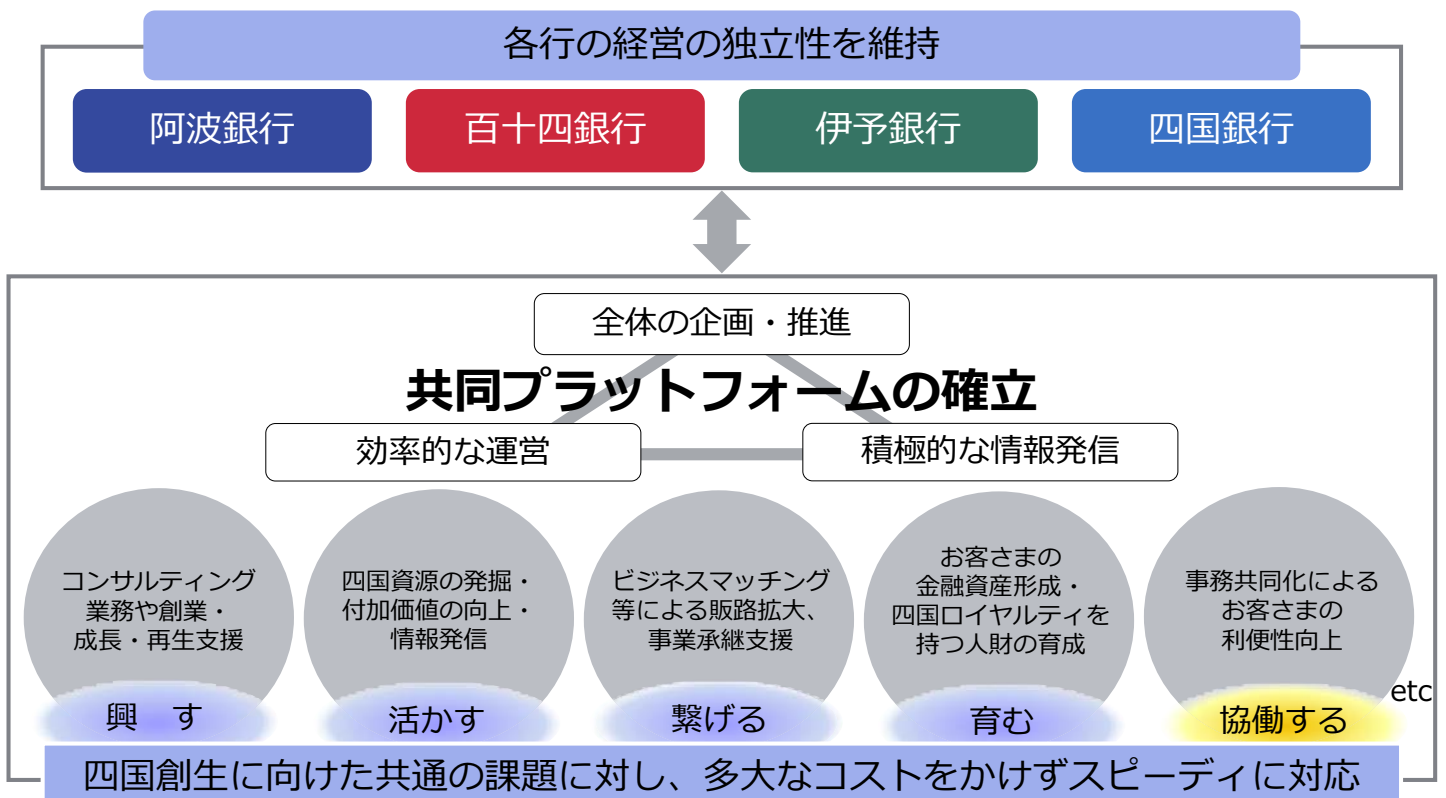 各行の経営の独立性を維持
阿波銀行
百十四銀行
伊予銀行
四国銀行
全体の企画・推進
共同プラットフォームの確立
効率的な運営
積極的な情報発信
コンサルティング
業務や創業・
成長・再生支援
興　す
四国資源の発掘・
付加価値の向上・
情報発信
活かす
ビジネスマッチング
等による販路拡大、
事業承継支援
繋げる
お客さまの
金融資産形成・
四国ロイヤルティを
持つ人財の育成
育む
事務共同化による
お客さまの
利便性向上
協働する
etc
四国創生に向けた共通の課題に対し、多大なコストをかけずスピーディに対応